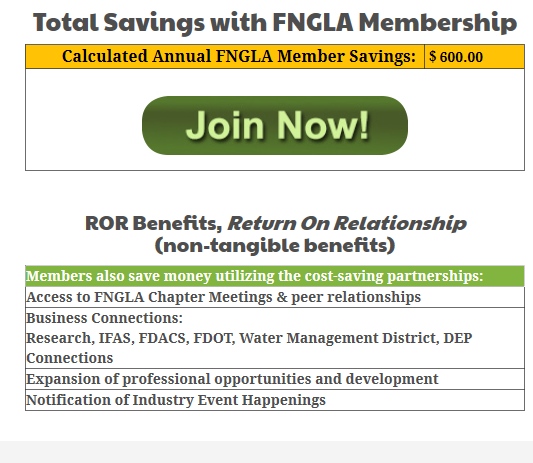 Total Savings with FNGLA Membership
Calculated Annual FNGLA Member Savings: $ 600.00
Join Now!
ROR Benefits, Return On Relationship
(non-tangible benefits)
Members also save money utilizing the cost-saving partnerships:
Access to FNGLA Chapter Meetings & peer relationships
Business Connections:
Research, IFAS, FDACS, FDOT, Water Management District, DEP
Connections
Expansion of professional opportunities and development
Notification of Industry Event Happenings